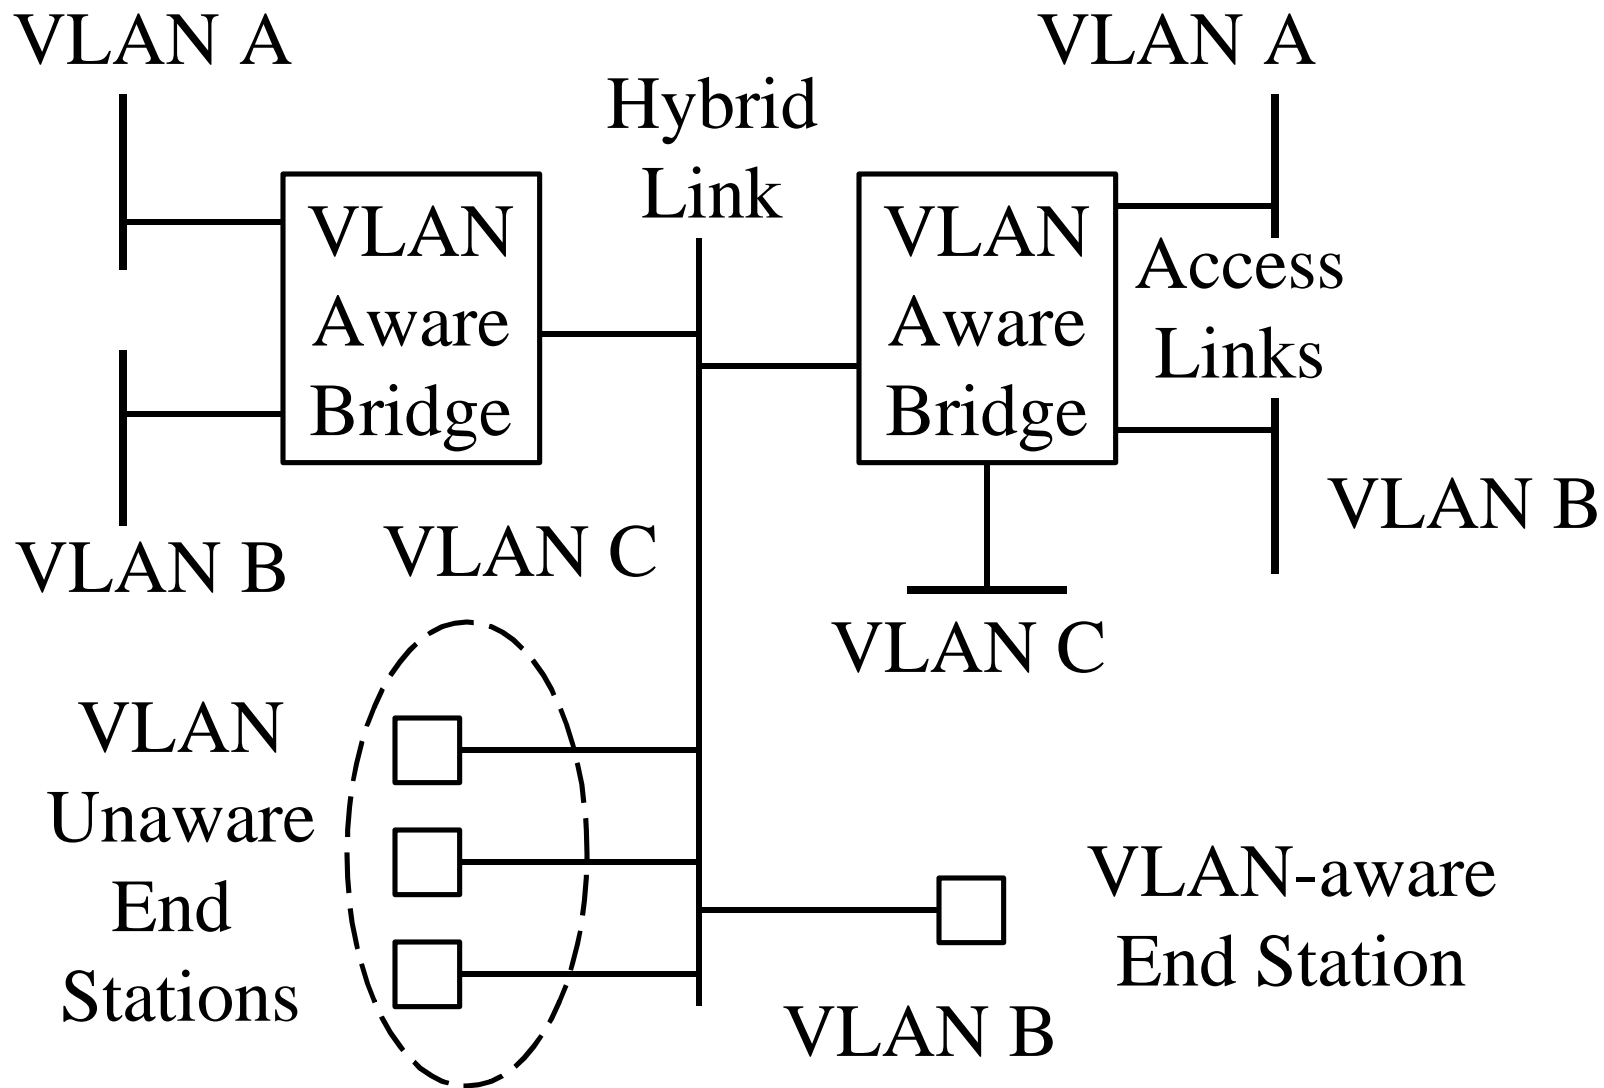 VLAN A
VLAN A
Hybrid
Link
VLAN
Aware
Bridge
VLAN
Aware
Bridge
Access
Links
VLAN B
VLAN B
VLAN C
VLAN C
VLAN
Unaware
End
Stations
VLAN-aware
End Station
VLAN B